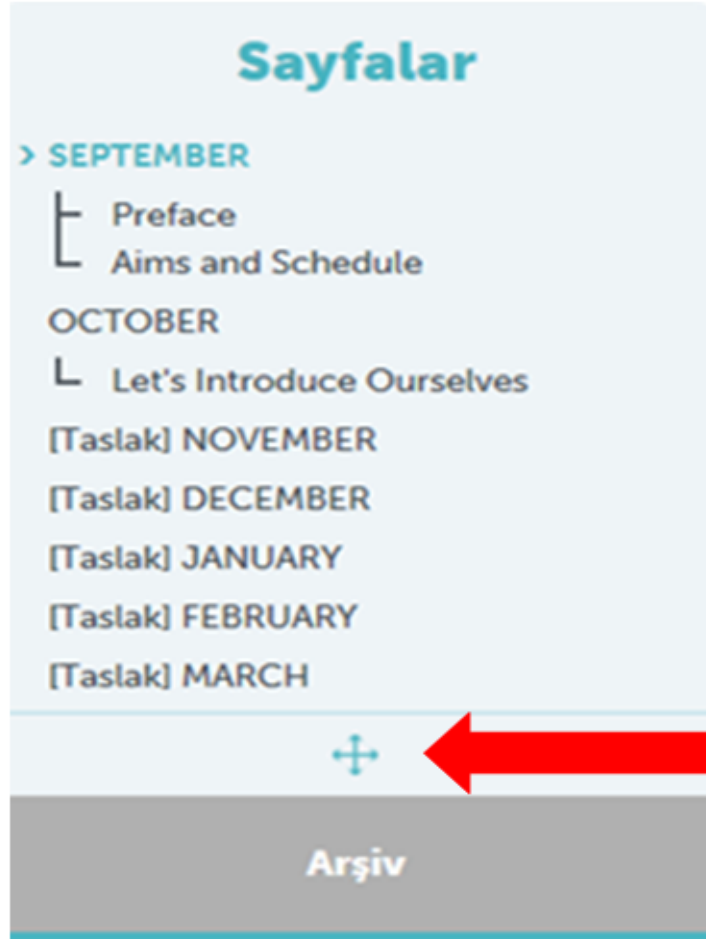 Sayfalar
> SEPTEMBER
Preface
Aims and Schedule
OCTOBER
Let's Introduce Ourselves
[Taslak] NOVEMBER
[Taslak] DECEMBER
[Taslak] JANUARY
[Taslak] FEBRUARY
[Taslak] MARCH
Arşiv